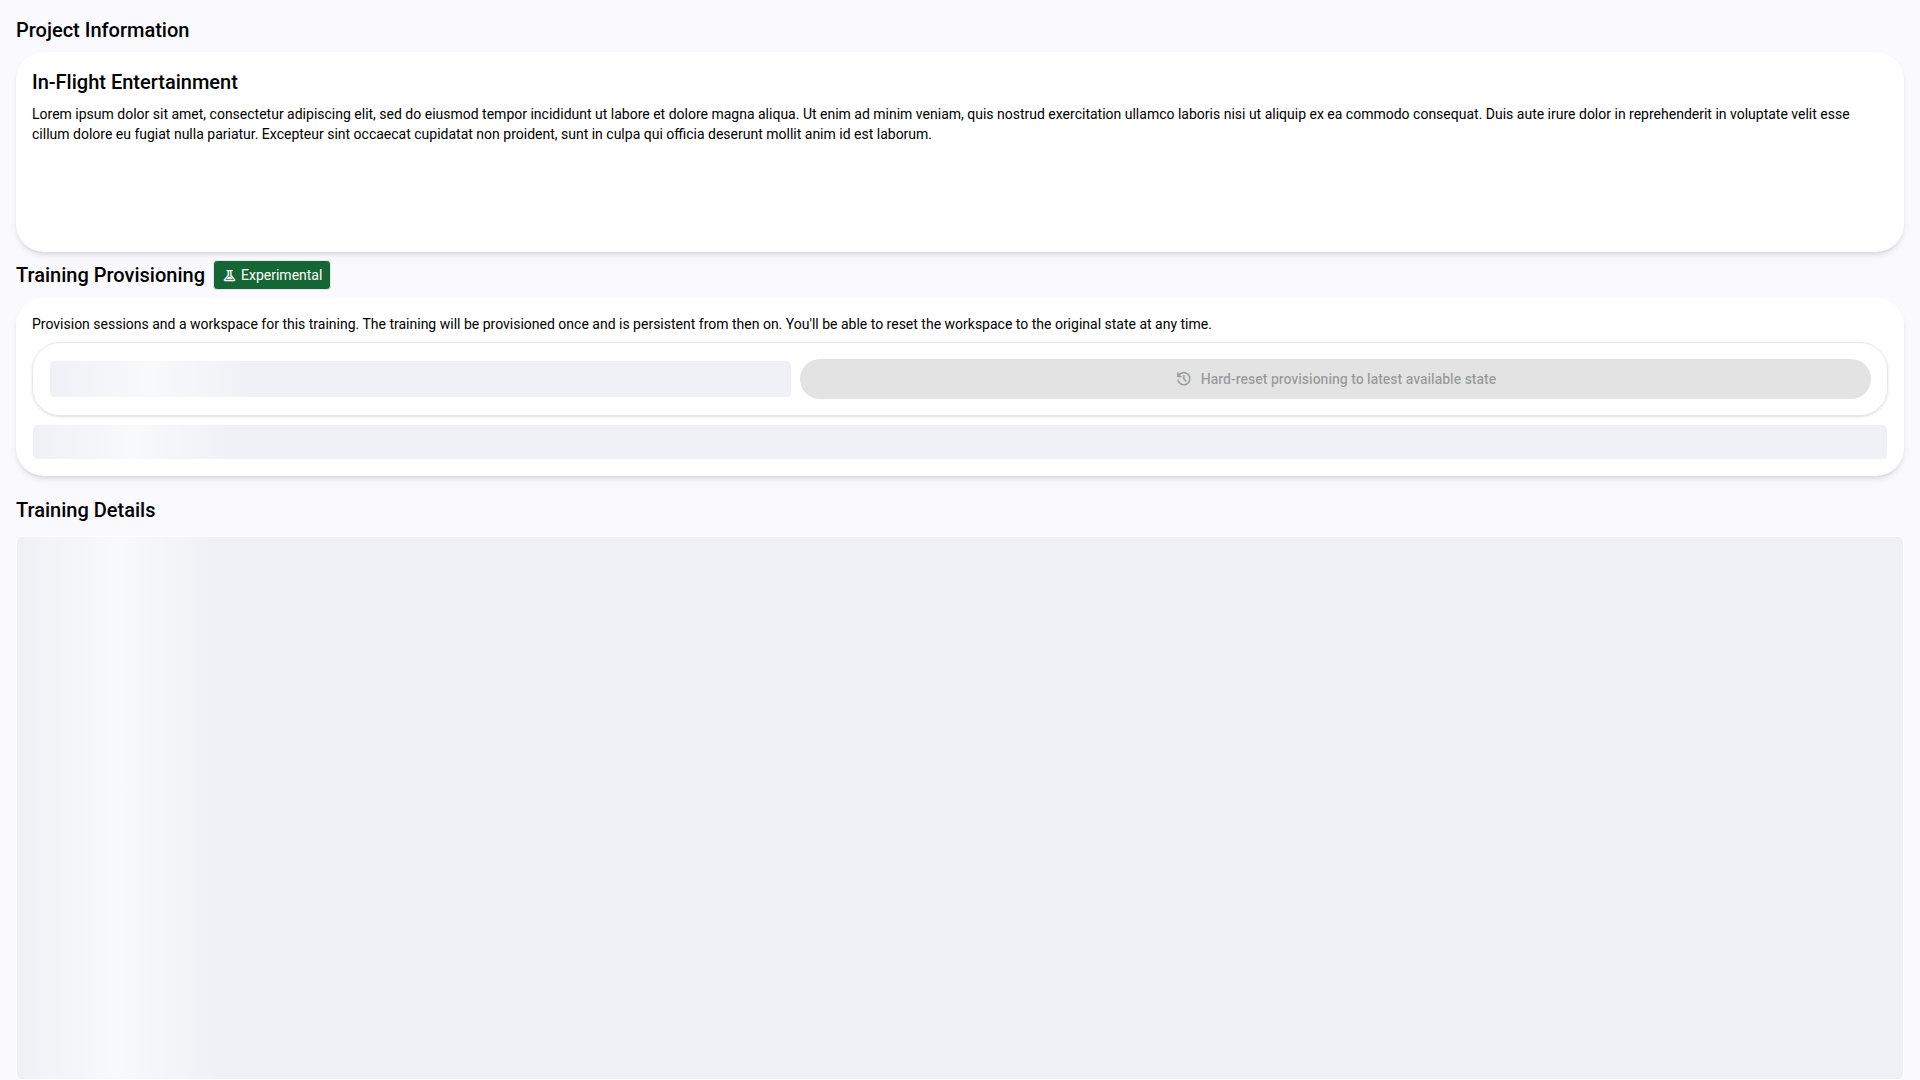 Project Information
In-Flight Entertainment
Lorem ipsum dolor sit amet, consectetur adipiscing elit, sed do eiusmod tempor incididunt ut labore et dolore magna aliqua. Ut enim ad minim veniam, quis nostrud exercitation ullamco laboris nisi ut aliquip ex ea commodo consequat. Duis aute irure dolor in reprehenderit in voluptate velit esse
cillum dolore eu fugiat nulla pariatur. Excepteur sint occaecat cupidatat non proident, sunt in culpa qui officia deserunt mollit anim id est laborum.
Training Provisioning Experimental
Provision sessions and a workspace for this training. The training will be provisioned once and is persistent from then on. You'll be able to reset the workspace to the original state at any time.
Hard-reset provisioning to latest available state
Training Details